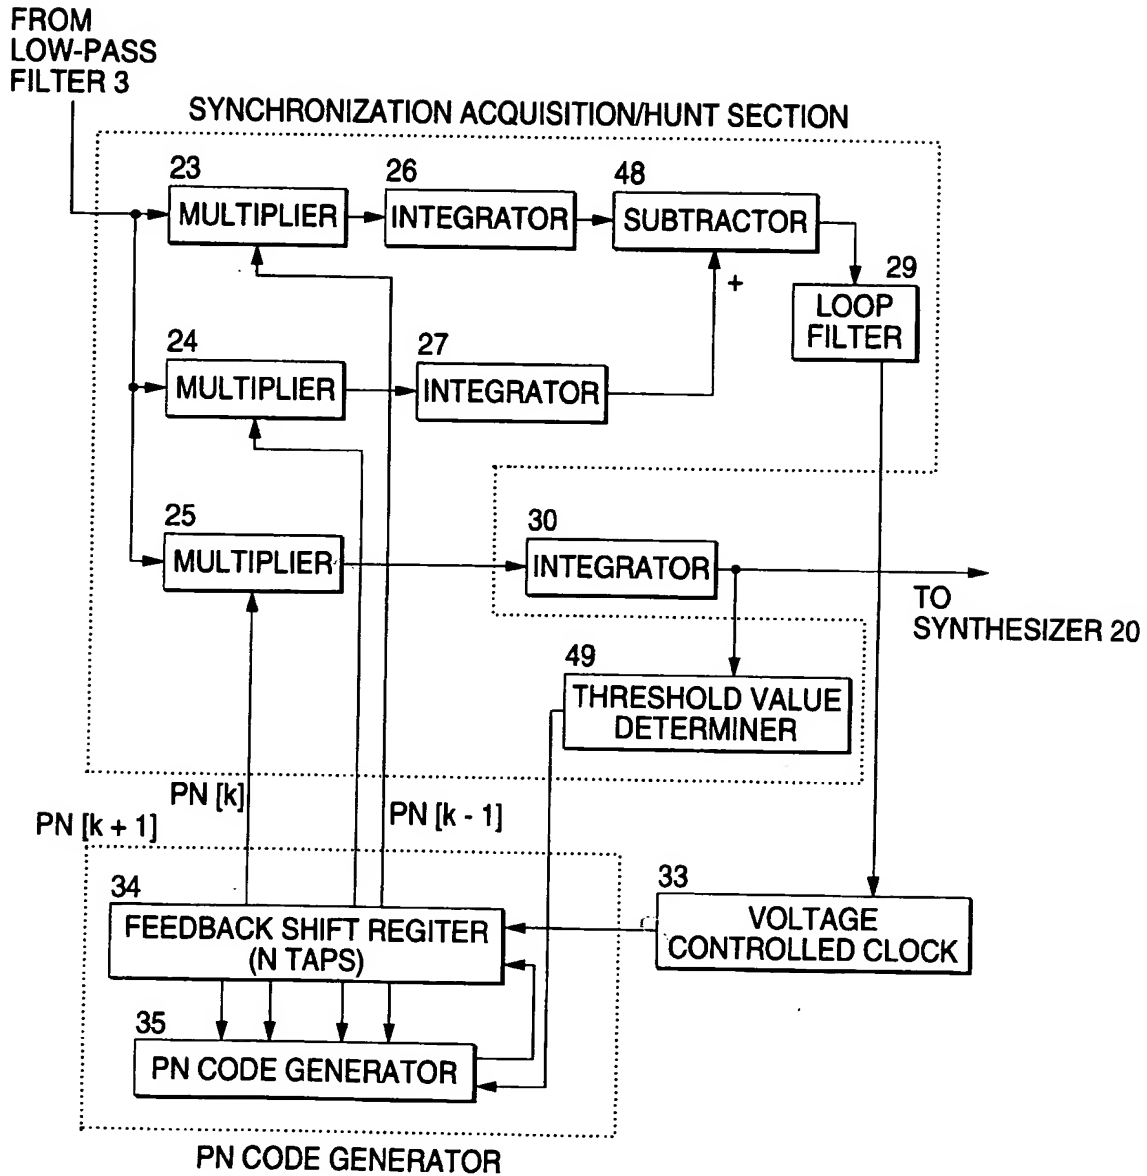 FROM
LOW-PASS
FILTER 3
SYNCHRONIZATION ACQUISITION/HUNT SECTION
23
MULTIPLIER
26
INTEGRATOR
48
SUBTRACTOR
+
29
LOOP
FILTER
24
MULTIPLIER
27
INTEGRATOR
25
MULTIPLIER
30
INTEGRATOR
TO
SYNTHESIZER 20
49
THRESHOLD VALUE
DETERMINER
PN [k]
PN [k - 1]
PN [k + 1]
34
FEEDBACK SHIFT REGITER
(N TAPS)
33
VOLTAGE
CONTROLLED CLOCK
35
PN CODE GENERATOR
PN CODE GENERATOR